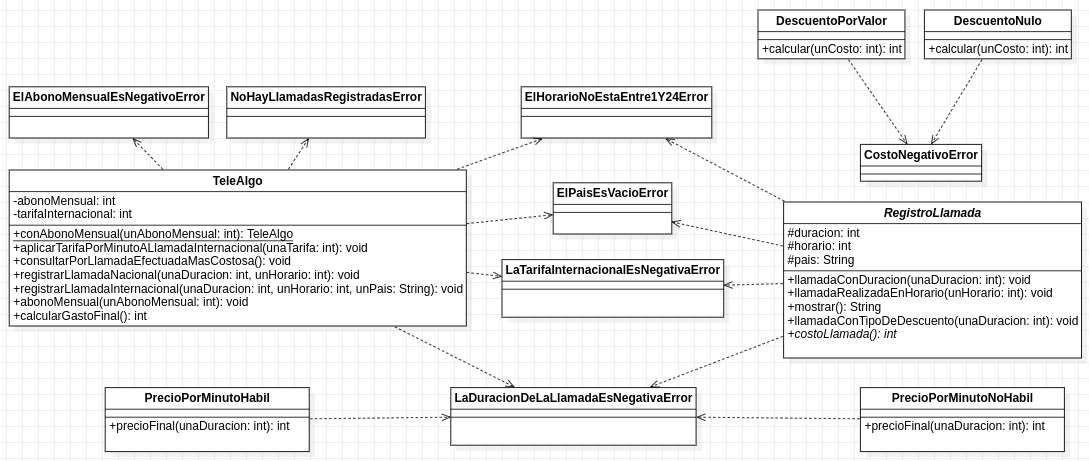 DescuentoPorValor
+calcular(unCosto: int): int
DescuentoNulo
+calcular(unCosto: int): int
ElAbonoMensualEsNegativoError
NoHayLlamadasRegistradasError
ElHorarioNoEstaEntre1Y24Error
CostoNegativoError
TeleAlgo
-abonoMensual: int
-tarifaInternacional: int
+conAbonoMensual(unAbonoMensual: int): TeleAlgo
+aplicarTarifaPorMinutoALlamadaInternacional(unaTarifa: int): void
+consultarPorLlamadaEfectuadaMasCostosa(): void
+registrarLlamadaNacional(unaDuracion: int, unHorario: int): void
+registrarLlamadaInternacional(unaDuracion: int, unHorario: int, unPais: String): void
+abonoMensual(unAbonoMensual: int): void
+calcularGastoFinal(): int
ElPaisEsVacioError
LaTarifaInternacionalEsNegativaError
RegistroLlamada
#duracion: int
#horario: int
#pais: String
+llamadaConDuracion(unaDuracion: int): void
+llamadaRealizadaEnHorario(unHorario: int): void
+mostrar(): String
+llamadaConTipoDeDescuento(unaDuracion: int): void
+costoLlamada(): int
PrecioPorMinutoHabil
+precioFinal(unaDuracion: int): int
LaDuracionDeLaLlamadaEsNegativaError
PrecioPorMinutoNoHabil
+precioFinal(unaDuracion: int): int